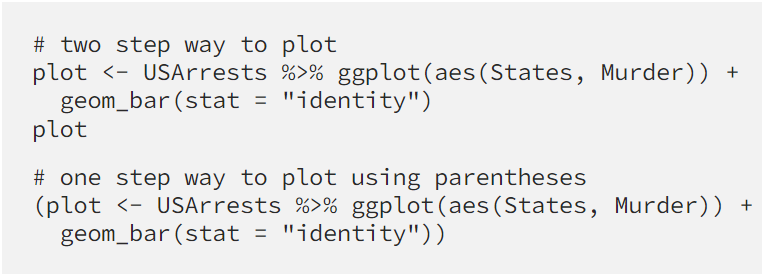 # two step way to plot
plot <- USArrests %>% ggplot(aes(States, Murder)) +
  geom_bar(stat = "identity")
plot
# one step way to plot using parentheses
(plot <- USArrests %>% ggplot(aes(States, Murder)) +
  geom_bar(stat = "identity"))